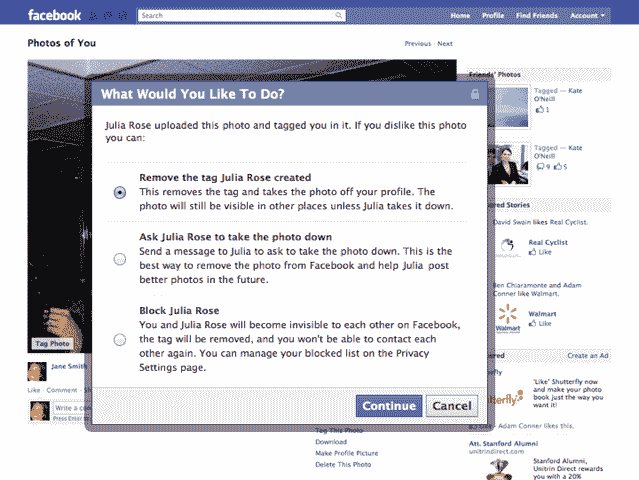 facebook
Search
Home Profile Find Friends Account
Photos of You
Previous · Next
What Would You Like To Do?
Julia Rose uploaded this photo and tagged you in it. If you dislike this photo
you can:
Remove the tag Julia Rose created
This removes the tag and takes the photo off your profile. The
photo will still be visible in other places unless Julia takes it down.
Ask Julia Rose to take the photo down
Send a message to Julia to ask to take the photo down. This is the
best way to remove the photo from Facebook and help Julia post
better photos in the future.
Block Julia Rose
You and Julia Rose will become invisible to each other on Facebook,
the tag will be removed, and you won't be able to contact each
other again. You can manage your blocked list on the Privacy
Settings page.
Continue Cancel
Tag Photo
Jane Smith
Like · Comment
Write a
Press Enter
Tag This Photo
Download
Make Profile Picture
Delete This Photo
Friends' Photos
Tagged — Kate
O'Neill
1
Tagged — Kate
O'Neill
9 5
Stories
David Swain likes Real Cyclist.
Real Cyclist
Like
Ben Chiaramonte and Adam
Conner like Walmart.
Walmart
Walmart
Like
Create an Ad
'Like' Shutterfly now
and make your photo
book just the way you
want it!
Like · Adam Conner likes this.
Att. Stanford Alumni
unitrindirect.com
Stanford Alumni,
Unitrin Direct rewards
you with a 20%